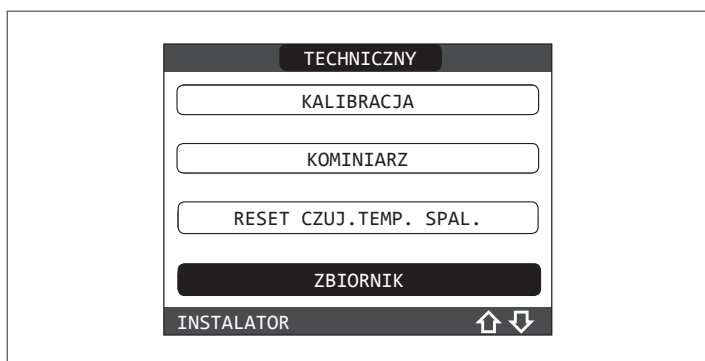 TECHNICZNY
KALIBRACJA
KOMINIARZ
RESET CZUJ.TEMP. SPAL.
ZBIORNIK
INSTALATOR